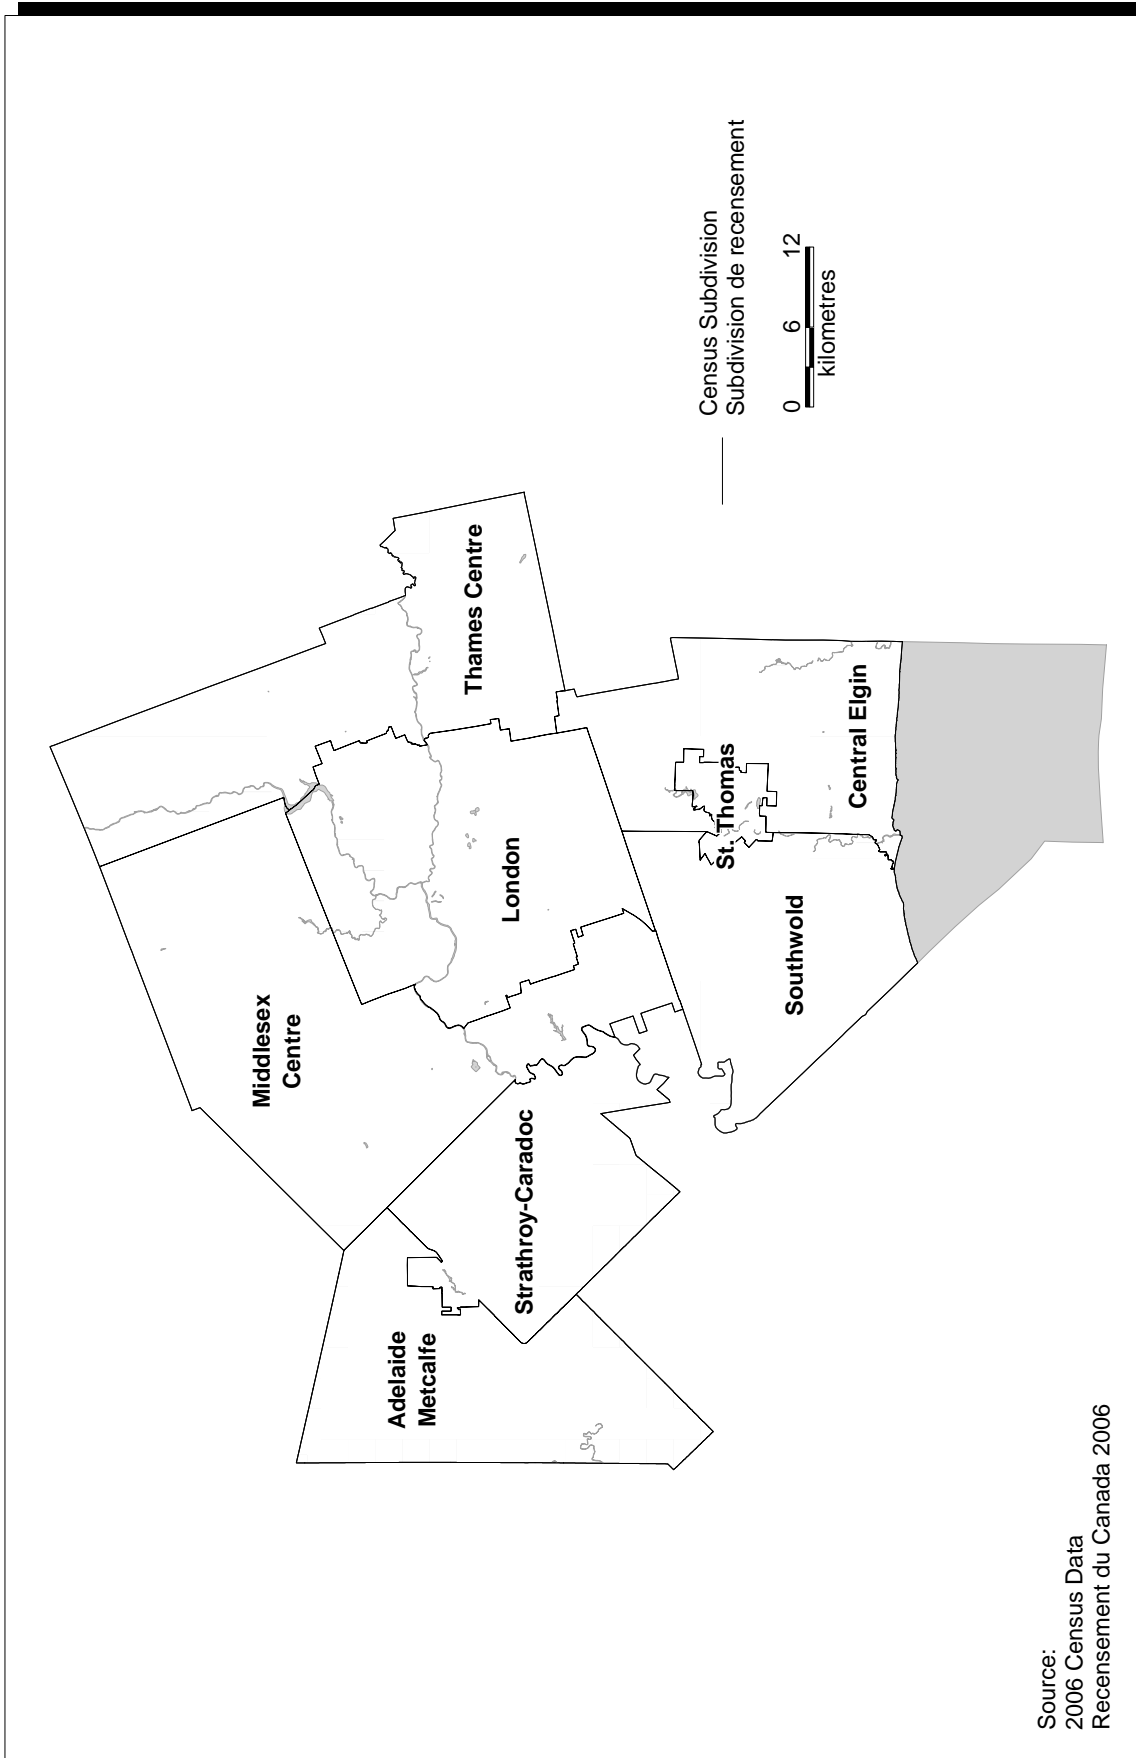 Middlesex
Centre
Thames Centre
London
Adelaide
Metcalfe
Strathroy-Caradoc
St. Thomas
Southwold
Central Elgin
Census Subdivision
Subdivision de recensement
0 6 12
kilometres
Source:
2006 Census Data
Recensement du Canada 2006